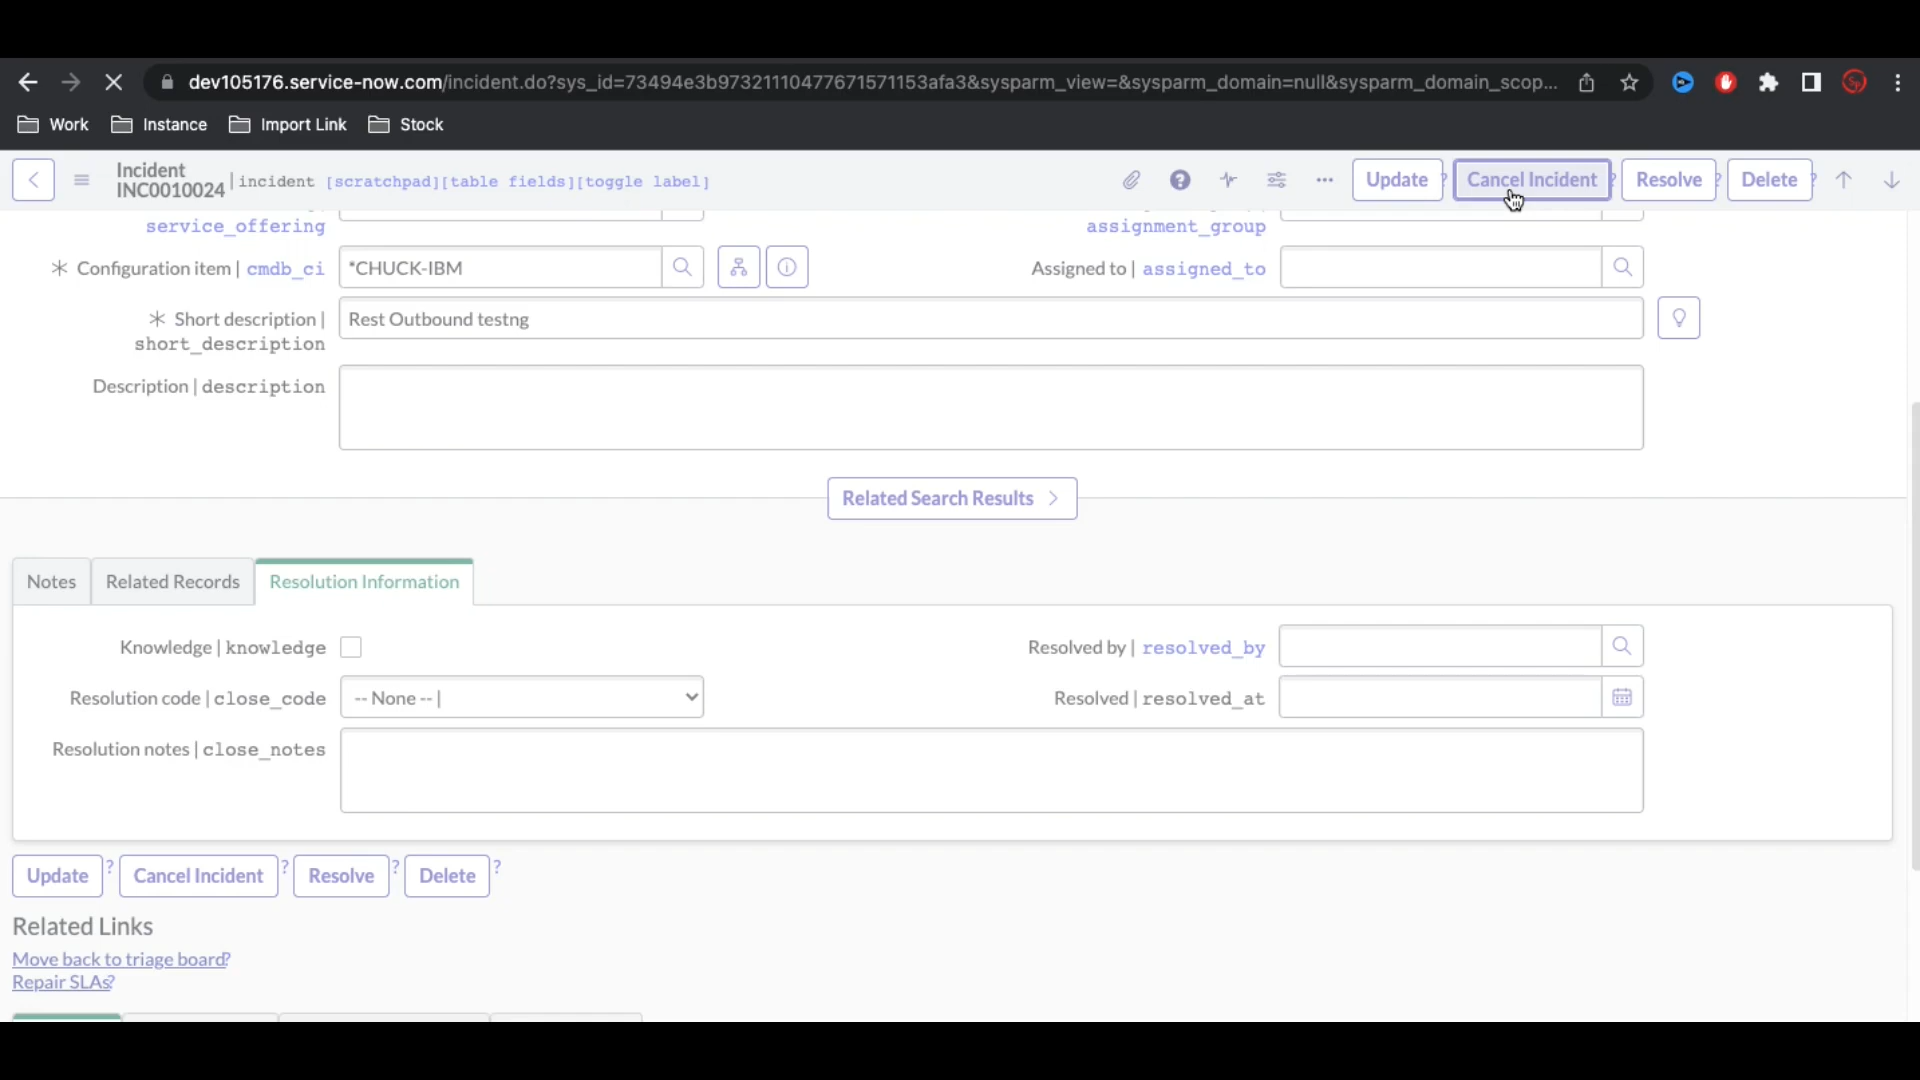 dev105176.service-now.com/incident.do?sys_id=73494e3b97321110477671571153afa3&sysparm_view=&sysparm_domain=null&sysparm_domain_scop...
Work Instance Import Link Stock
Incident
INC0010024 | incident [scratchpad][table fields][toggle label]
Update ? Cancel Incident ? Resolve ? Delete ?
service_offering
assignment_group
Configuration item | cmdb_ci *CHUCK-IBM
Assigned to | assigned_to
Short description | Rest Outbound testng
short_description
Description | description
Related Search Results
Notes Related Records Resolution Information
Knowledge | knowledge
Resolved by | resolved_by
Resolution code | close_code -- None -- |
Resolved | resolved_at
Resolution notes | close_notes
Update ? Cancel Incident ? Resolve ? Delete ?
Related Links
Move back to triage board?
Repair SLAs?